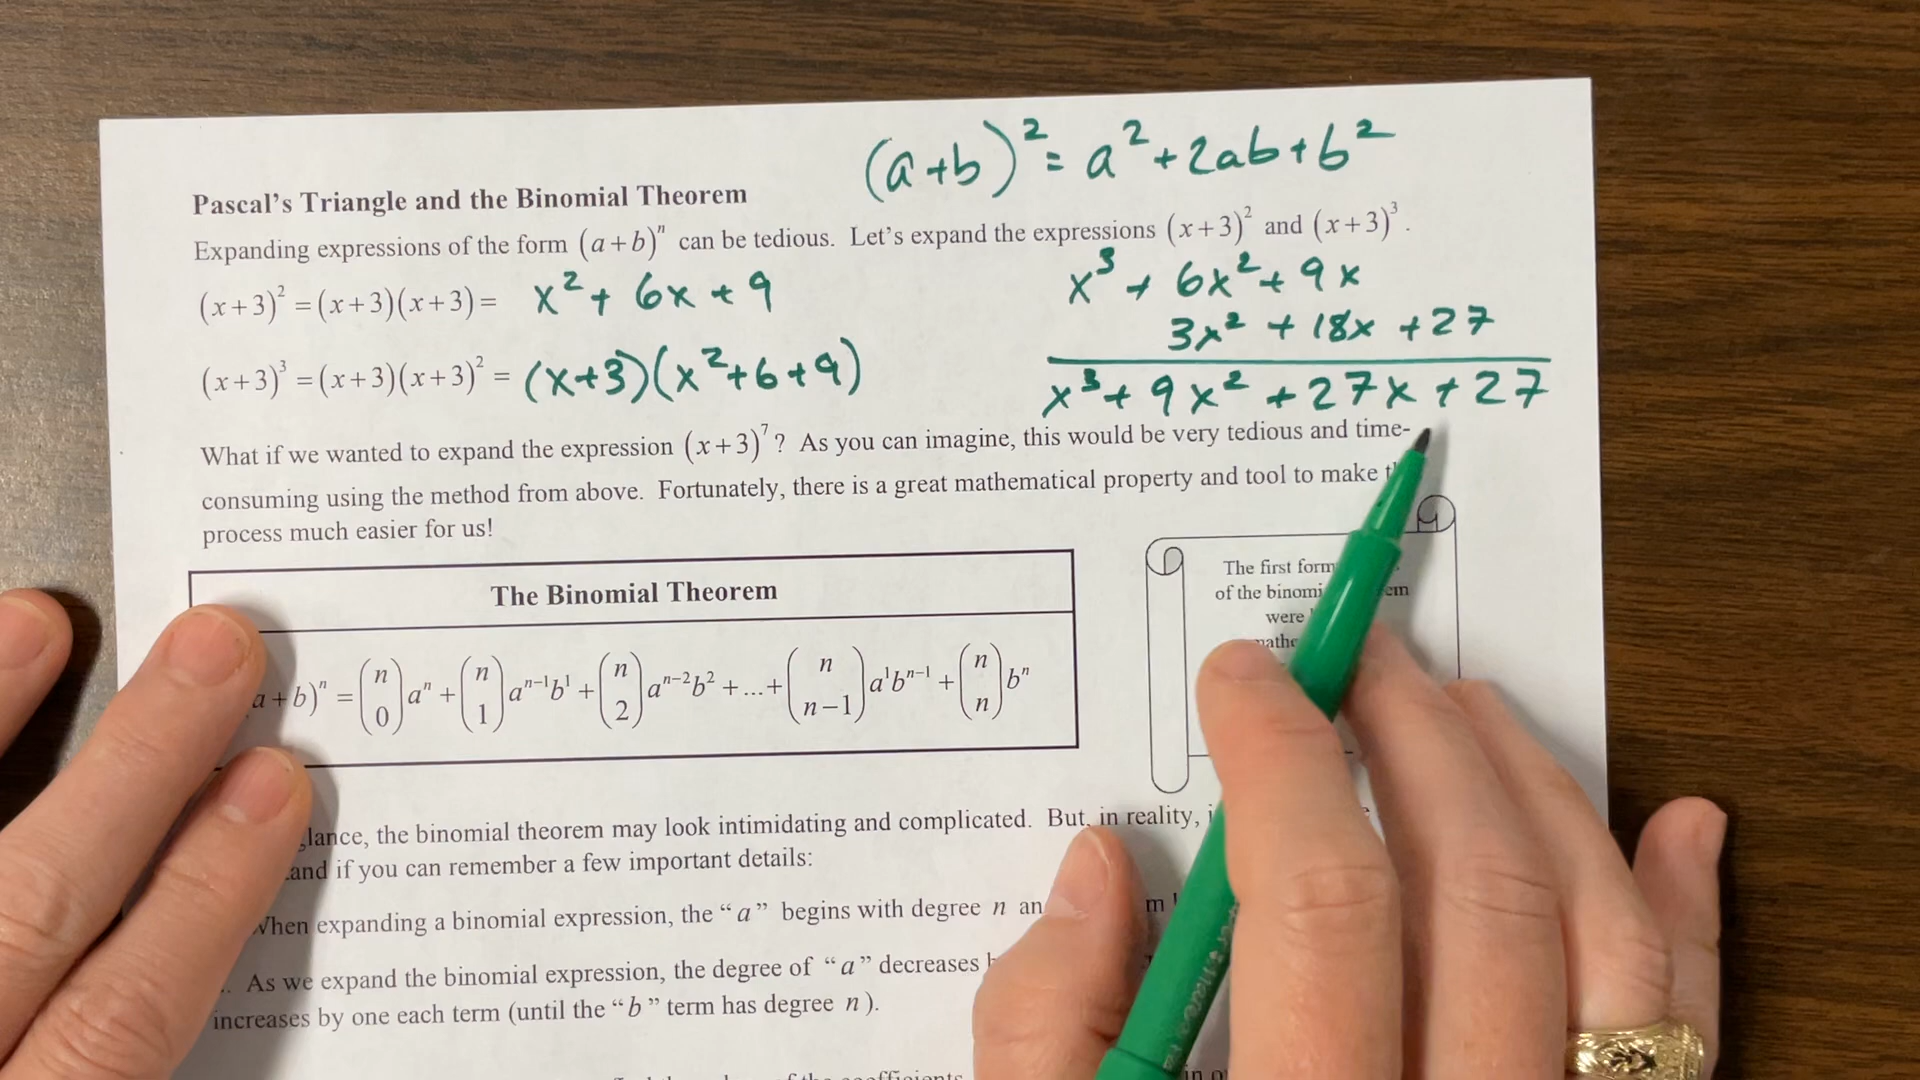 (a+b)² = a² + 2ab + b²
Pascal's Triangle and the Binomial Theorem
Expanding expressions of the form (a+b)ⁿ can be tedious. Let's expand the expressions (x+3)² and (x+3)³.
(x+3)² = (x+3)(x+3) = x² + 6x + 9
(x+3)³ = (x+3)(x+3)² = (x+3)(x²+6+9)
x³ + 6x² + 9x
3x² + 18x + 27
x³ + 9x² + 27x + 27
What if we wanted to expand the expression (x+3)⁷? As you can imagine, this would be very tedious and time-
consuming using the method from above. Fortunately, there is a great mathematical property and tool to make
process much easier for us!
The Binomial Theorem
a+b)ⁿ = (n 0)aⁿ + (n 1)aⁿ⁻¹b¹ + (n 2)aⁿ⁻²b² + ... + (n n−1)a¹bⁿ⁻¹ + (n n)bⁿ
The first form
of the binomi
were
lance, the binomial theorem may look intimidating and complicated. But, in reality,
and if you can remember a few important details:
When expanding a binomial expression, the "a" begins with degree n an
As we expand the binomial expression, the degree of "a" decreases
increases by one each term (until the "b" term has degree n).